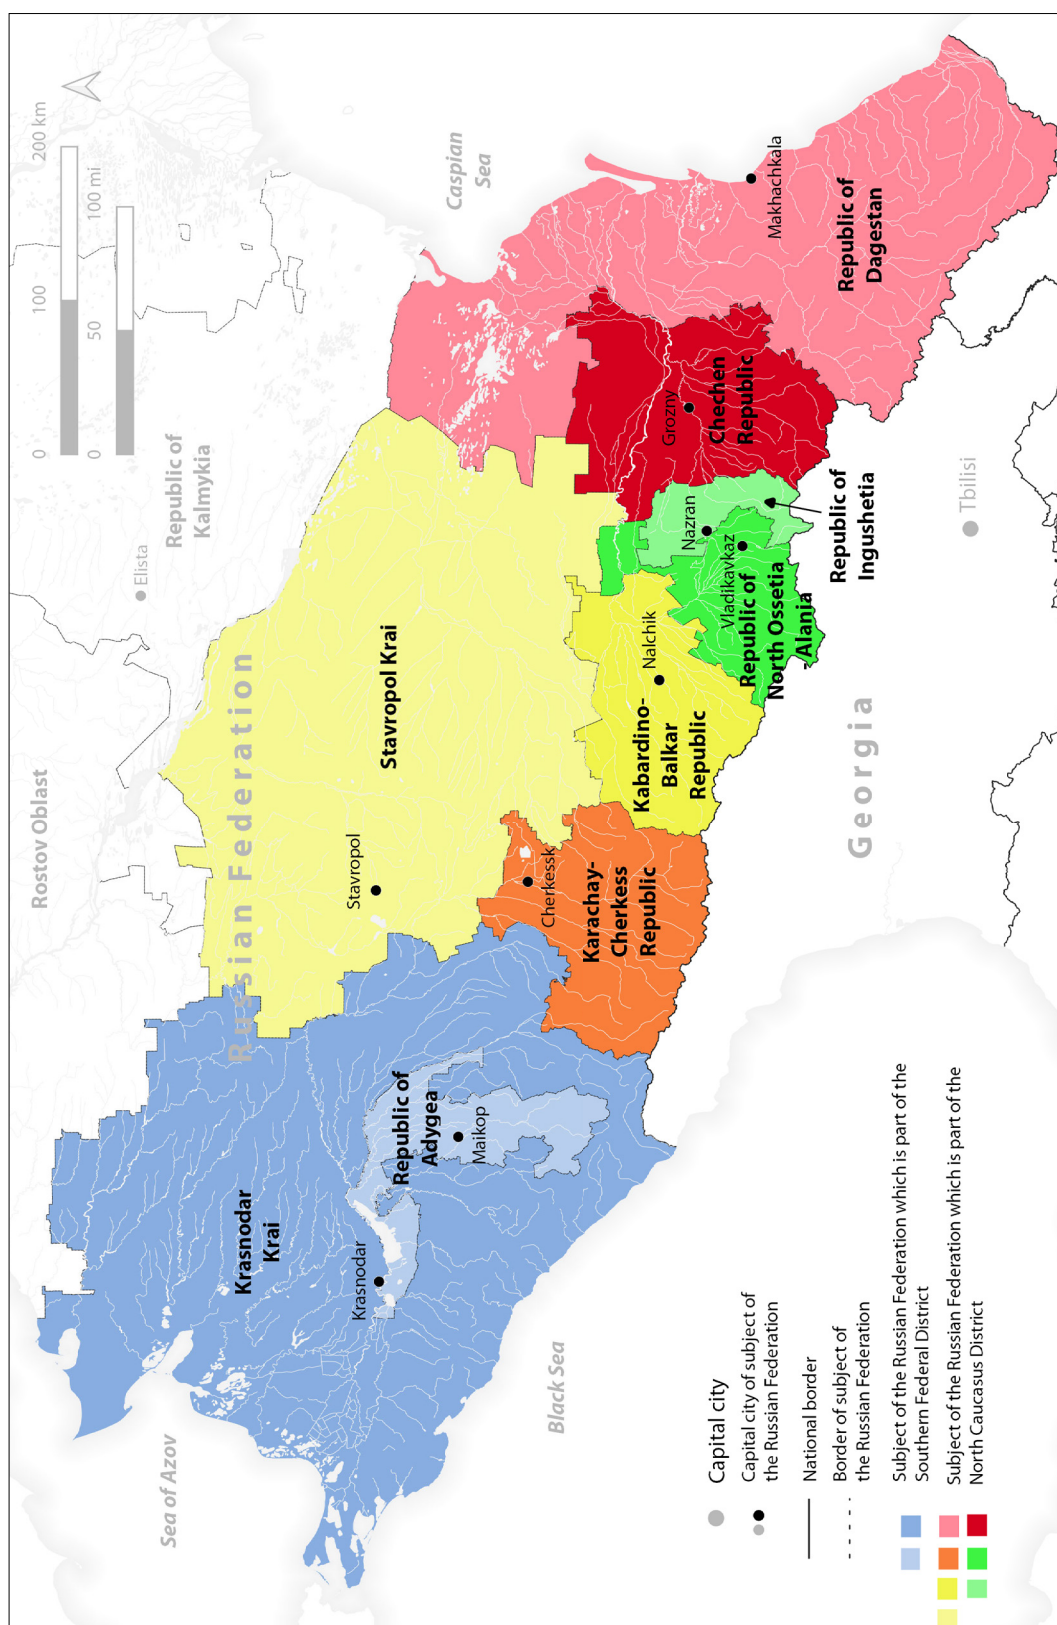 Rostov Oblast
Elista
Republic of
Kalmykia
0
100
200 km
0
50
100 mi
Russian Federation
Sea of Azov
Krasnodar
Krai
Stavropol
Stavropol Krai
Caspian
Sea
Krasnodar
Republic of
Adygea
Maikop
Cherkessk
Karachay-
Cherkess
Republic
Kabardino-
Balkar
Republic
Nalchik
Nazran
Vladikavkaz
Republic of
North Ossetia
- Alania
Republic of
Ingushetia
Grozny
Chechen
Republic
Makhachkala
Republic of
Dagestan
Black Sea
Georgia
Tbilisi
Capital city
Capital city of subject of
the Russian Federation
National border
Border of subject of
the Russian Federation
Subject of the Russian Federation which is part of the
Southern Federal District
Subject of the Russian Federation which is part of the
North Caucasus District